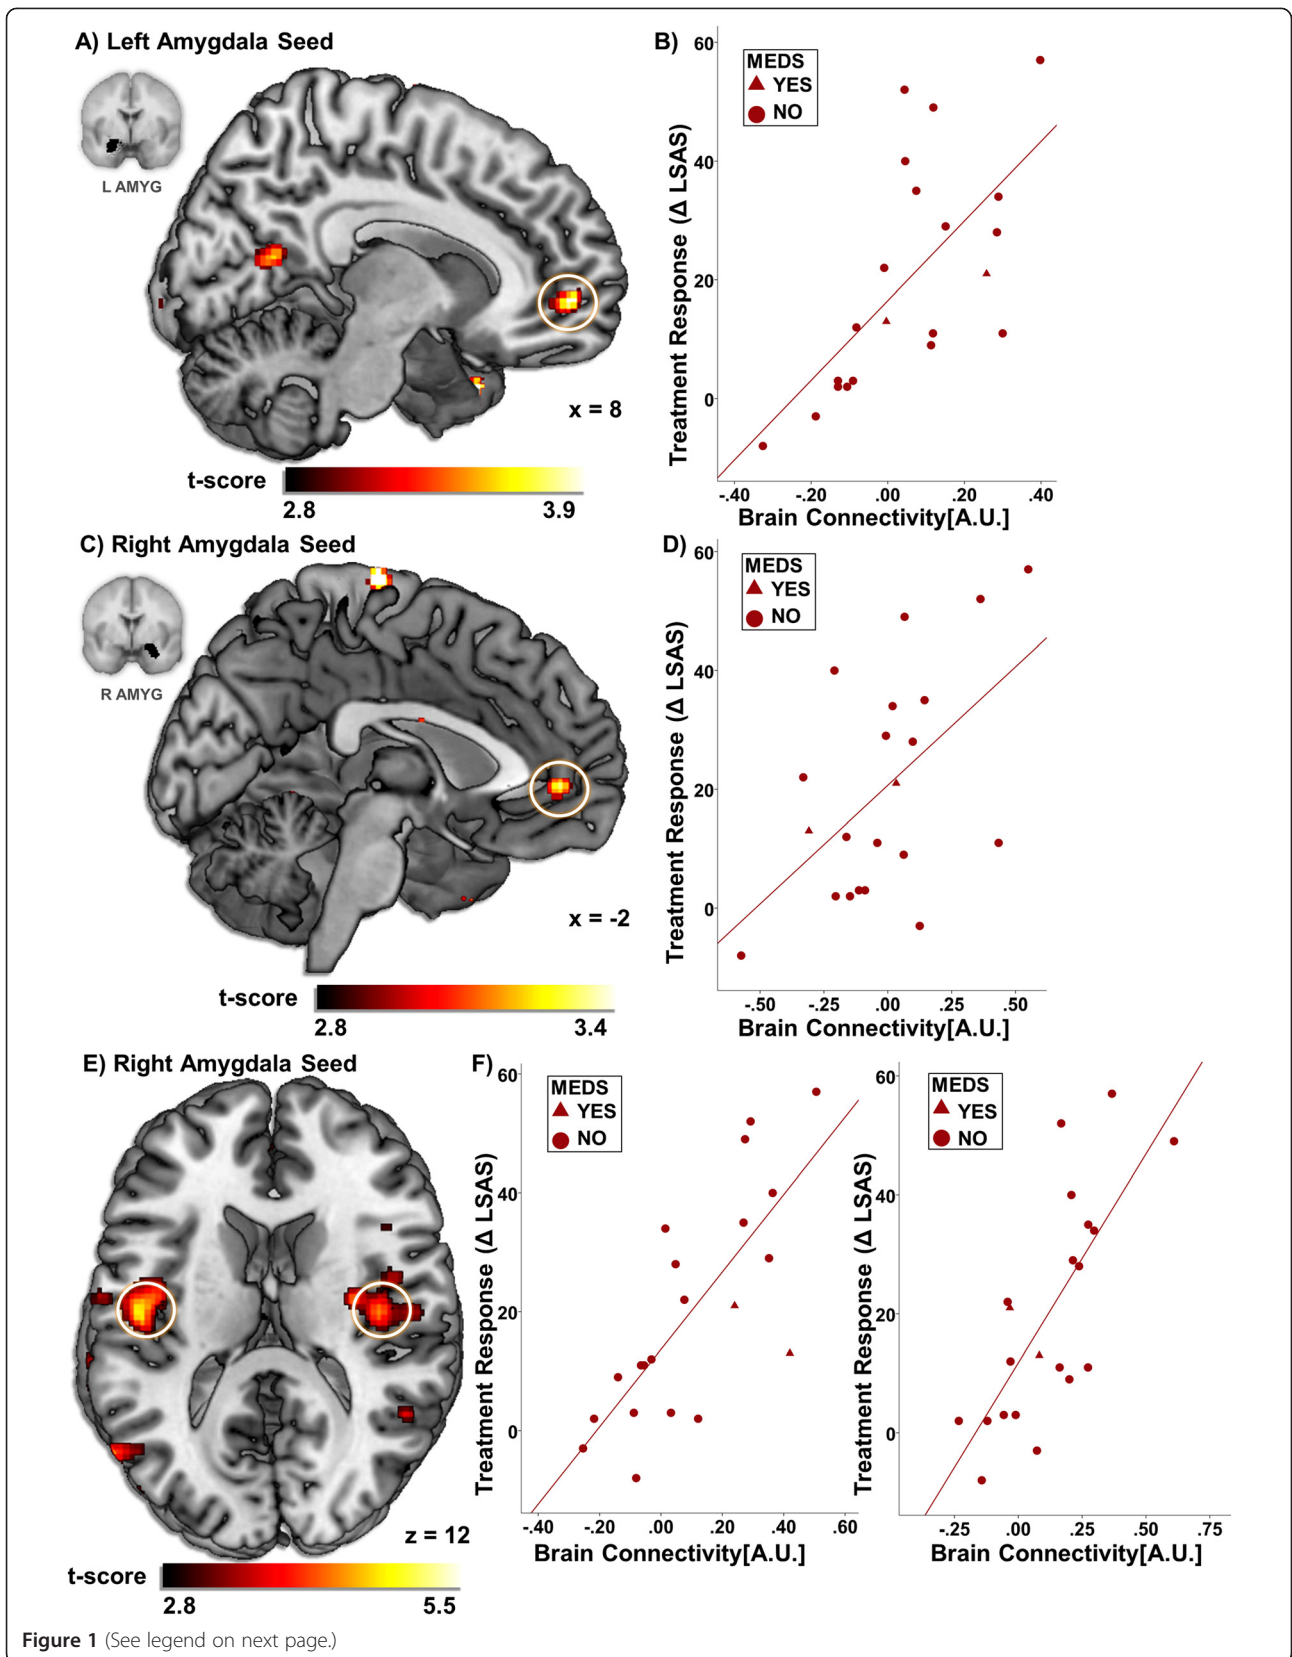 A) Left Amygdala Seed
L AMYG
x = 8
t-score
2.8 3.9
B)
MEDS
YES
NO
Treatment Response (Δ LSAS)
60
40
20
0
-.40 -.20 .00 .20 .40
Brain Connectivity[A.U.]
C) Right Amygdala Seed
R AMYG
x = -2
t-score
2.8 3.4
D)
MEDS
YES
NO
Treatment Response (Δ LSAS)
60
40
20
0
-.50 -.25 .00 .25 .50
Brain Connectivity[A.U.]
E) Right Amygdala Seed
z = 12
t-score
2.8 5.5
F)
MEDS
YES
NO
Treatment Response (Δ LSAS)
60
40
20
0
-.40 -.20 .00 .20 .40 .60
Brain Connectivity[A.U.]
MEDS
YES
NO
Treatment Response (Δ LSAS)
60
40
20
0
-.25 .00 .25 .50 .75
Brain Connectivity[A.U.]
Figure 1 (See legend on next page.)